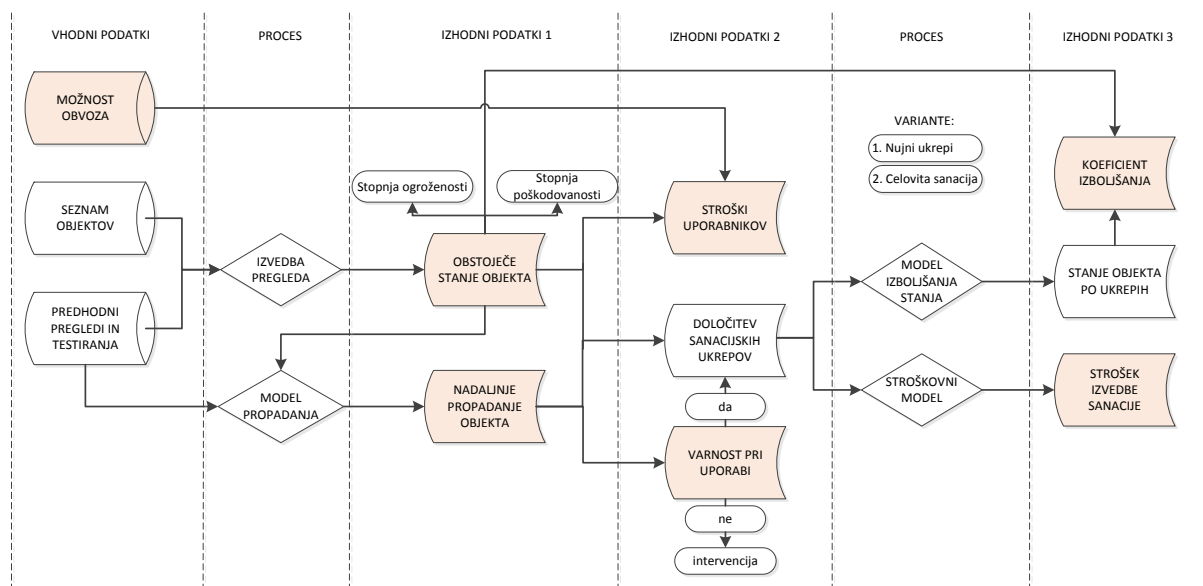 VHODNI PODATKI
PROCES
IZHODNI PODATKI 1
IZHODNI PODATKI 2
PROCES
IZHODNI PODATKI 3
MOŽNOST
OBVOZA
SEZNAM
OBJEKTOV
PREDHODNI
PREGLEDI IN
TESTIRANJA
IZVEDBA
PREGLEDA
MODEL
PROPADANJA
Stopnja ogroženosti
Stopnja
poškodovanosti
OBSTOJEČE
STANJE OBJEKTA
NADALJNJE
PROPADANJE
OBJEKTA
STROŠKI
UPORABNIKOV
DOLOČITEV
SANACIJSKIH
UKREPOV
da
VARNOST PRI
UPORABI
ne
intervencija
VARIANTE:
1. Nujni ukrepi
2. Celovita sanacija
MODEL
IZBOLJŠANJA
STANJA
STROŠKOVNI
MODEL
KOEFICIENT
IZBOLJŠANJA
STANJE OBJEKTA
PO UKREPIH
STROŠEK
IZVEDBE
SANACIJE